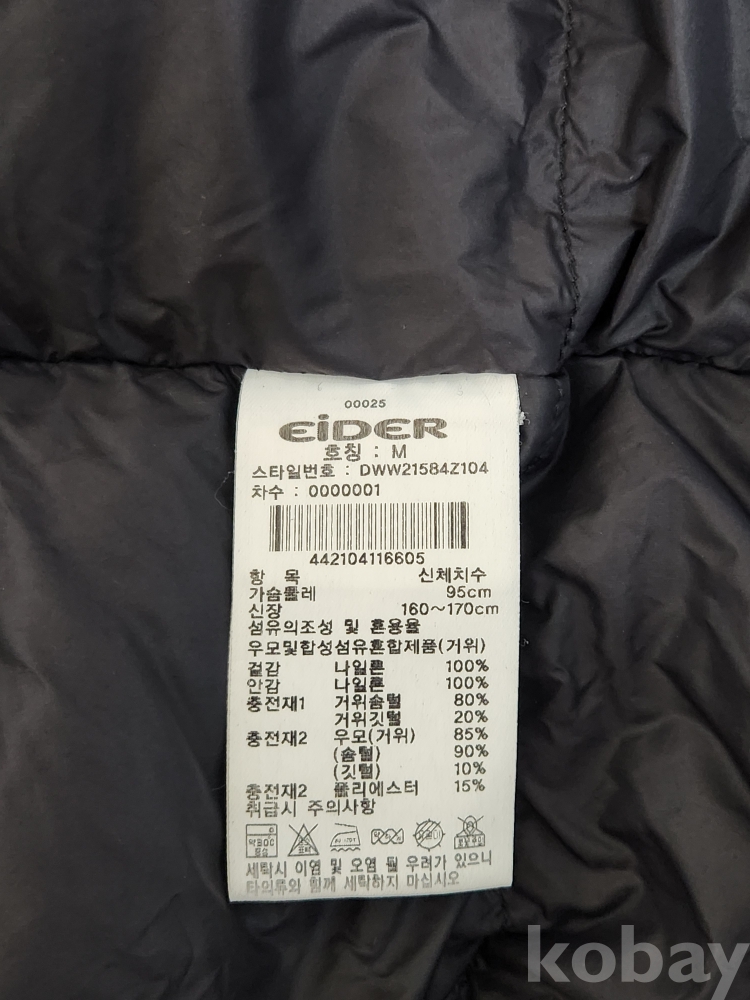 00025
EiDER
호칭 : M
스타일번호 : DWW21584Z104
차수 : 0000001
442104116605
항 목 신체치수
가슴둘레 95cm
신장 160~170cm
섬유의조성 및 혼용율
우모및합성섬유혼합제품(거위)
겉감 나일론 100%
안감 나일론 100%
충전재1 거위솜털 80%
거위깃털 20%
충전재2 우모(거위) 85%
(솜털) 90%
(깃털) 10%
충전재2 폴리에스터 15%
취급시 주의사항
중성
세탁시 이염 및 오염 될 우려가 있으니
타의류와 함께 세탁하지 마십시오
kobay